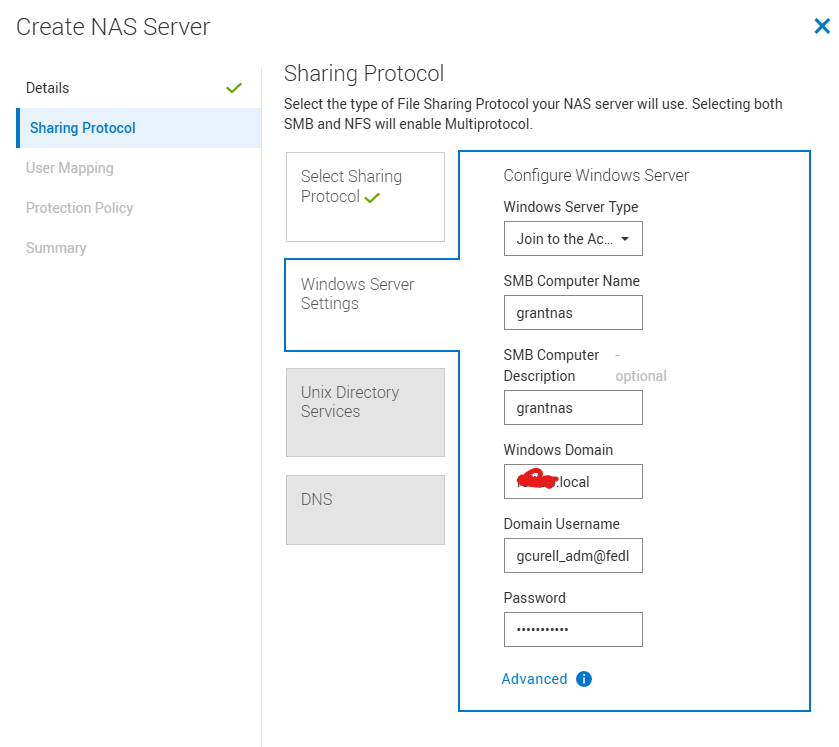 Create NAS Server
Details
Sharing Protocol
User Mapping
Protection Policy
Summary
Sharing Protocol
Select the type of File Sharing Protocol your NAS server will use. Selecting both
SMB and NFS will enable Multiprotocol.
Select Sharing
Protocol
Windows Server
Settings
Unix Directory
Services
DNS
Configure Windows Server
Windows Server Type
Join to the Ac...
SMB Computer Name
grantnas
SMB Computer -
Description optional
grantnas
Windows Domain
.local
Domain Username
gcurell_adm@fedl
Password
•••••••••••
Advanced